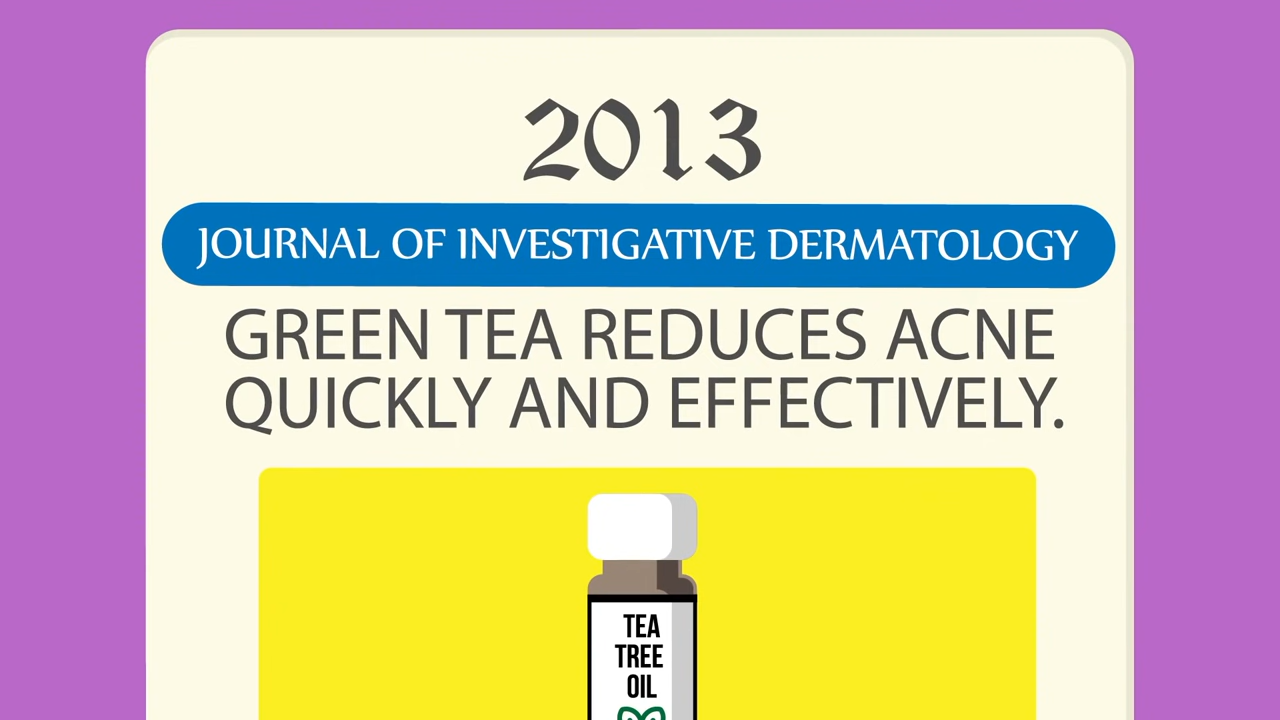 2013
JOURNAL OF INVESTIGATIVE DERMATOLOGY
GREEN TEA REDUCES ACNE
QUICKLY AND EFFECTIVELY.
TEA
TREE
OIL